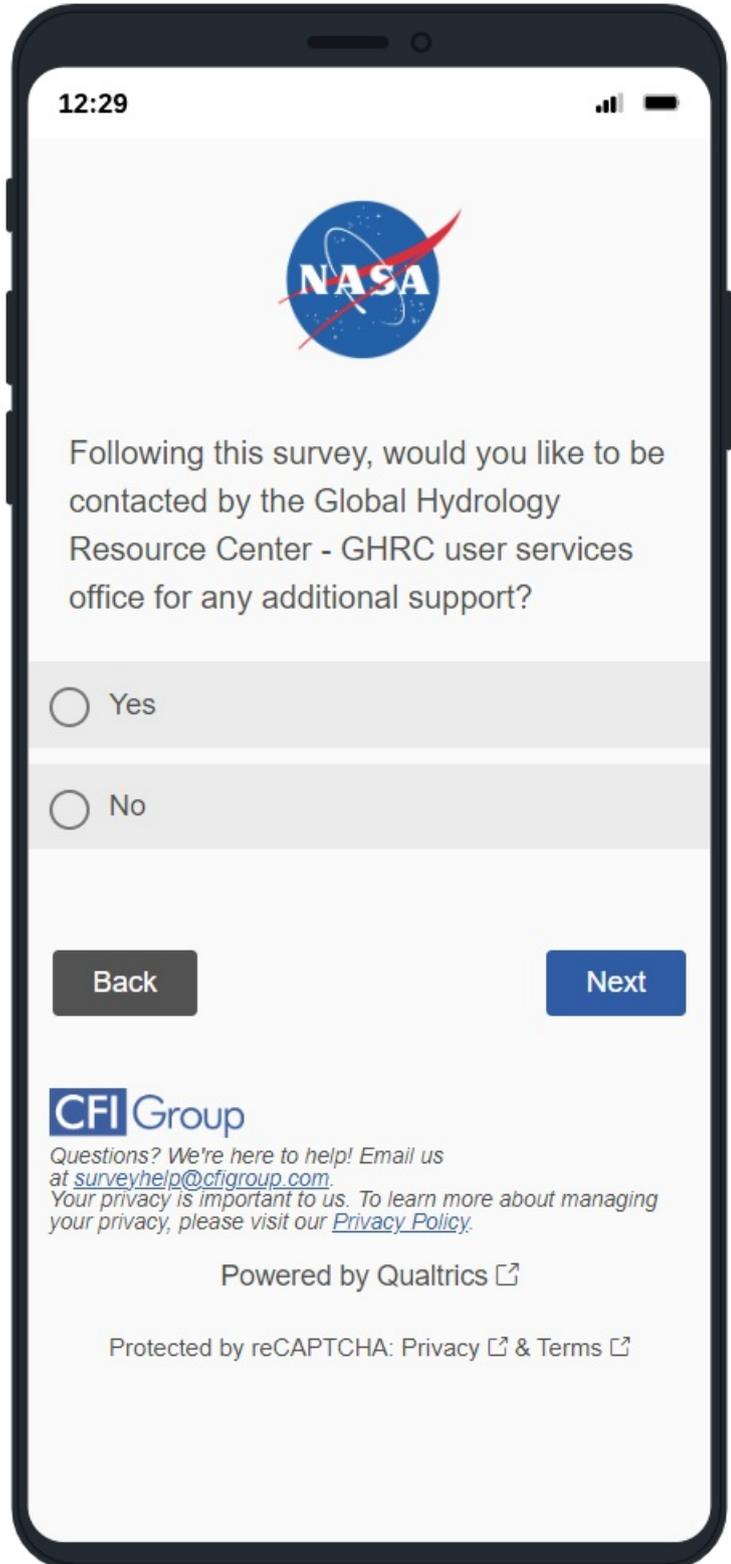 12:29
NASA
Following this survey, would you like to be
contacted by the Global Hydrology
Resource Center - GHRC user services
office for any additional support?
Yes
No
Back
Next
CFI Group
Questions? We're here to help! Email us
at surveyhelp@cfigroup.com.
Your privacy is important to us. To learn more about managing
your privacy, please visit our Privacy Policy.
Powered by Qualtrics
Protected by reCAPTCHA: Privacy & Terms